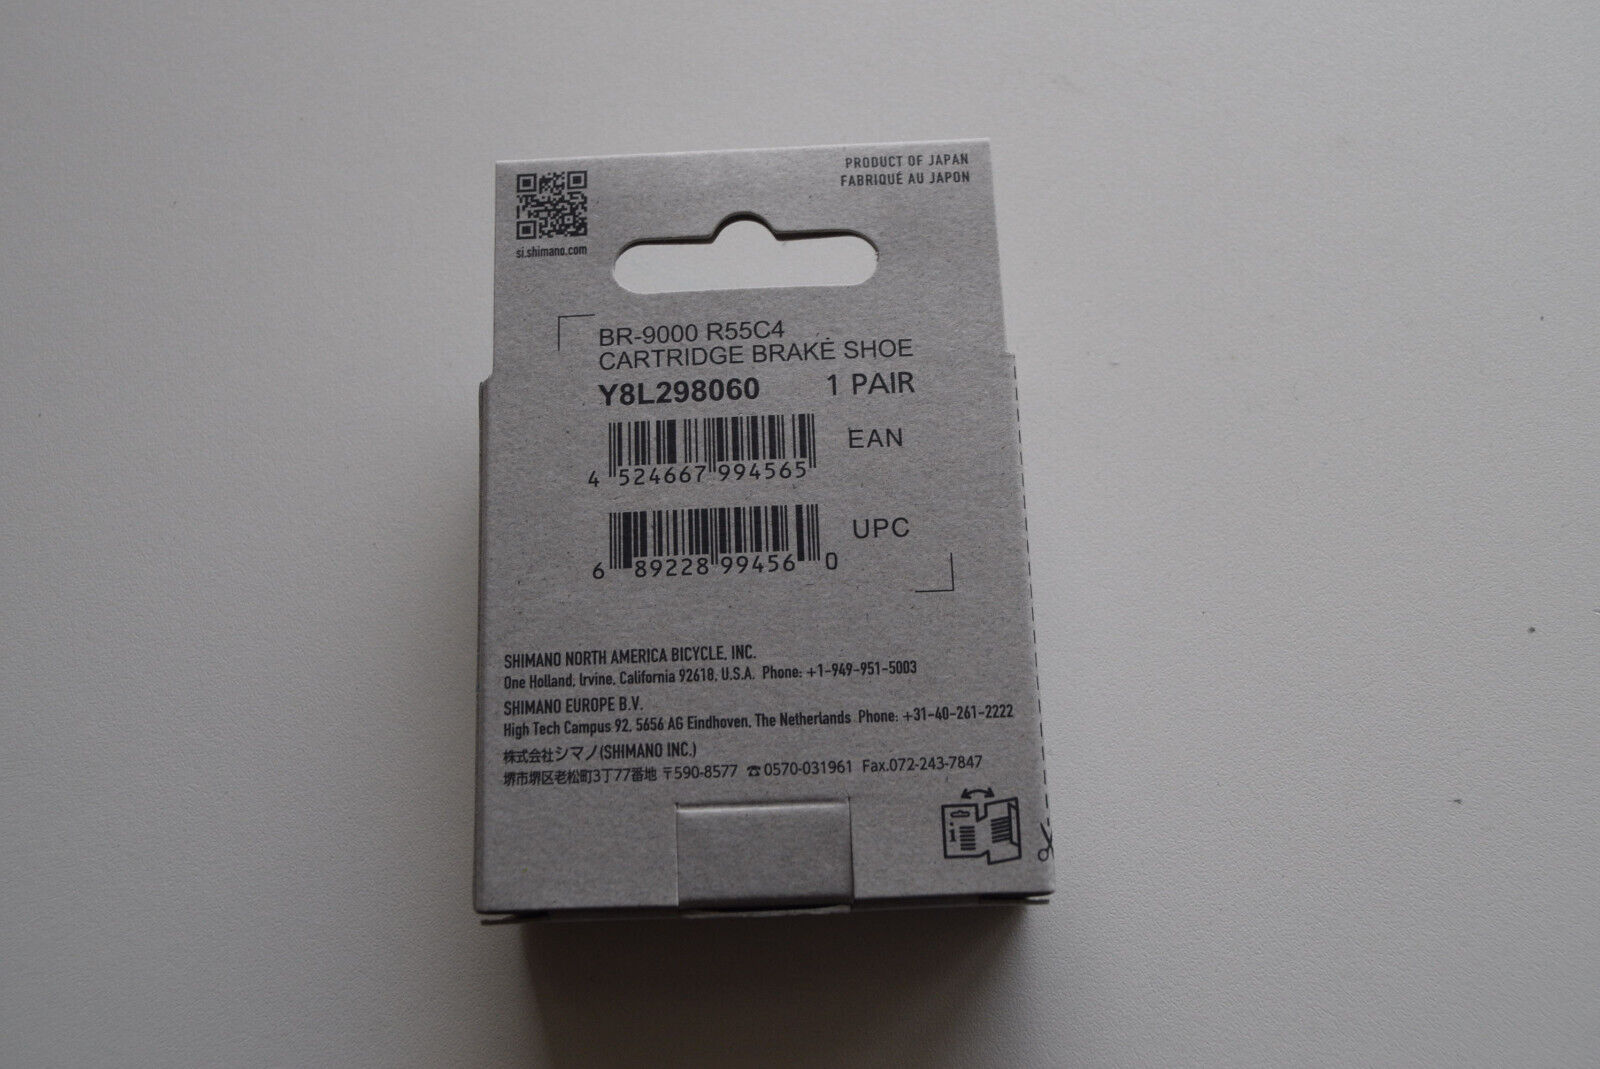 PRODUCT OF JAPAN
FABRIQUÉ AU JAPON
si.shimano.com
BR-9000 R55C4
CARTRIDGE BRAKE SHOE
Y8L298060 1 PAIR
EAN
4 524667 994565
UPC
6 89228 99456 0
SHIMANO NORTH AMERICA BICYCLE, INC.
One Holland, Irvine, California 92618, U.S.A. Phone: +1-949-951-5003
SHIMANO EUROPE B.V.
High Tech Campus 92, 5656 AG Eindhoven, The Netherlands Phone: +31-40-261-2222
株式会社シマノ(SHIMANO INC.)
堺市堺区老松町3丁77番地 〒590-8577 ☎0570-031961 Fax.072-243-7847
i